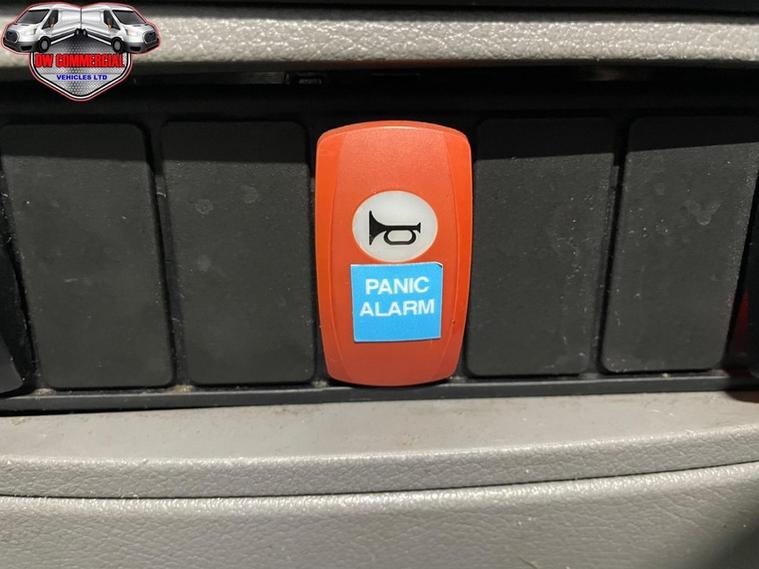 DW COMMERCIAL
VEHICLES LTD
PANIC
ALARM